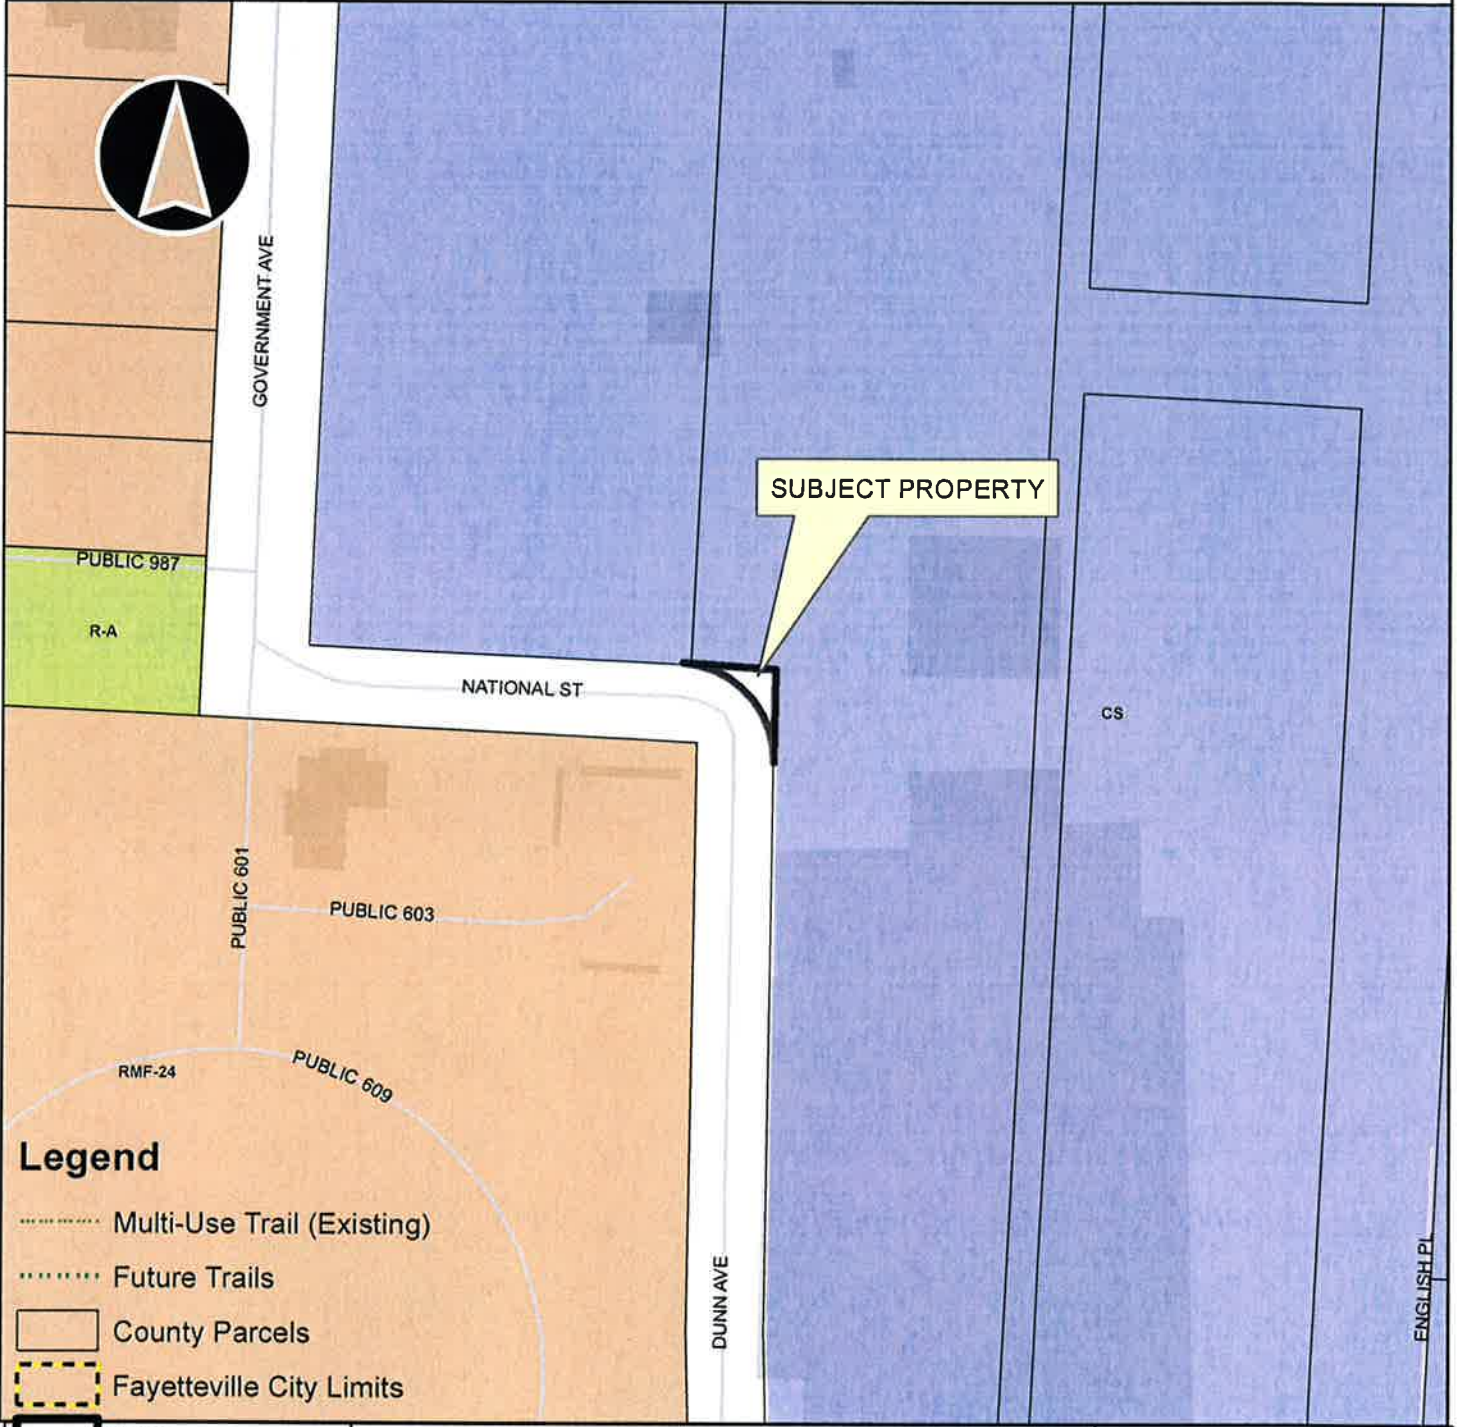 GOVERNMENT AVE
SUBJECT PROPERTY
PUBLIC 987
R-A
NATIONAL ST
CS
PUBLIC 601
PUBLIC 603
PUBLIC 609
RMF-24
DUNN AVE
ENGLISH PL
Legend
Multi-Use Trail (Existing)
Future Trails
County Parcels
Fayetteville City Limits